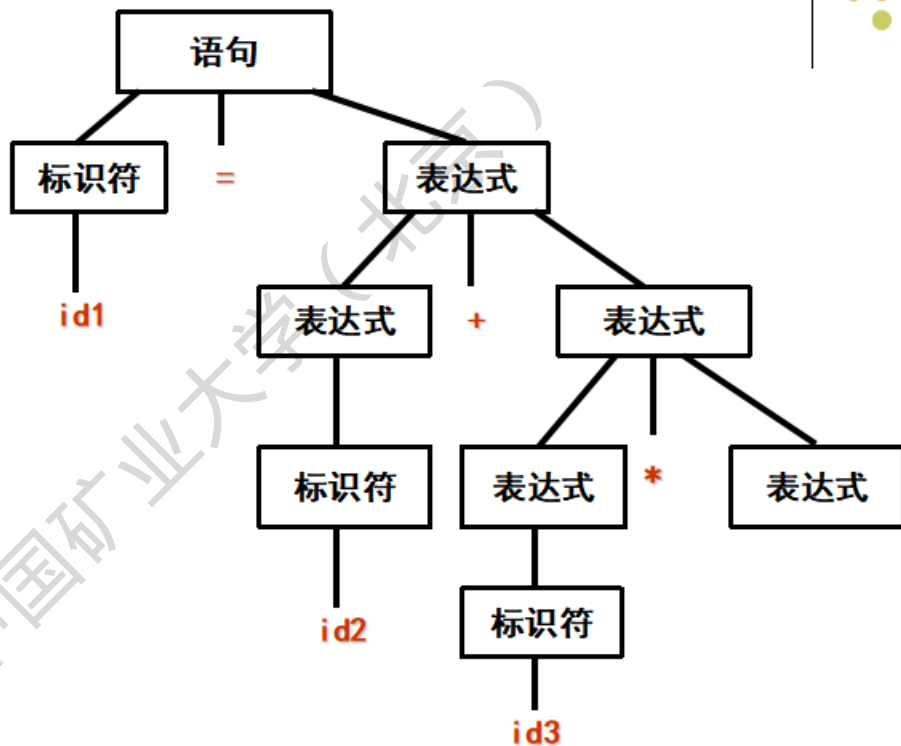 语句
标识符 = 表达式
id1 表达式 + 表达式
标识符 表达式 * 表达式
id2 标识符
id3
中国矿业大学（北京）